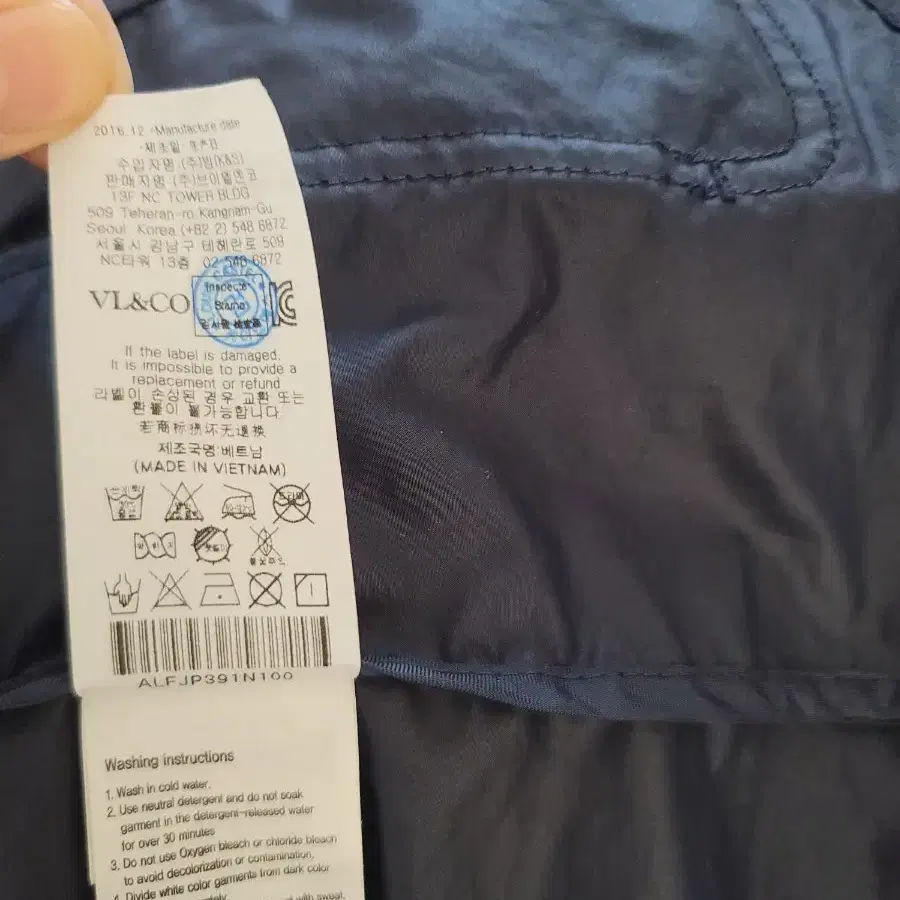 2016.12 -Manufacture date
-제조일
수입자명 (주)빔(K&S)
판매자명 (주)브이엘엔코
13F NC TOWER BLDG
509 Teheran-ro Kangnam-Gu
Seoul Korea (+82 2) 548 6872
서울시 강남구 테헤란로 509
NC타워 13층 02 548 6872
VL&CO
If the label is damaged,
It is impossible to provide a
replacement or refund
라벨이 손상된 경우 교환 또는
환불이 불가능합니다
若商标损坏无退换
제조국명:베트남
(MADE IN VIETNAM)
ALFJP391N100
Washing instructions
1. Wash in cold water.
2. Use neutral detergent and do not soak
garment in the detergent-released water
for over 30 minutes
3. Do not use Oxygen bleach or chloride bleach
to avoid decolorization or contamination,
4. Divide white color garments from dark color
with sweat,